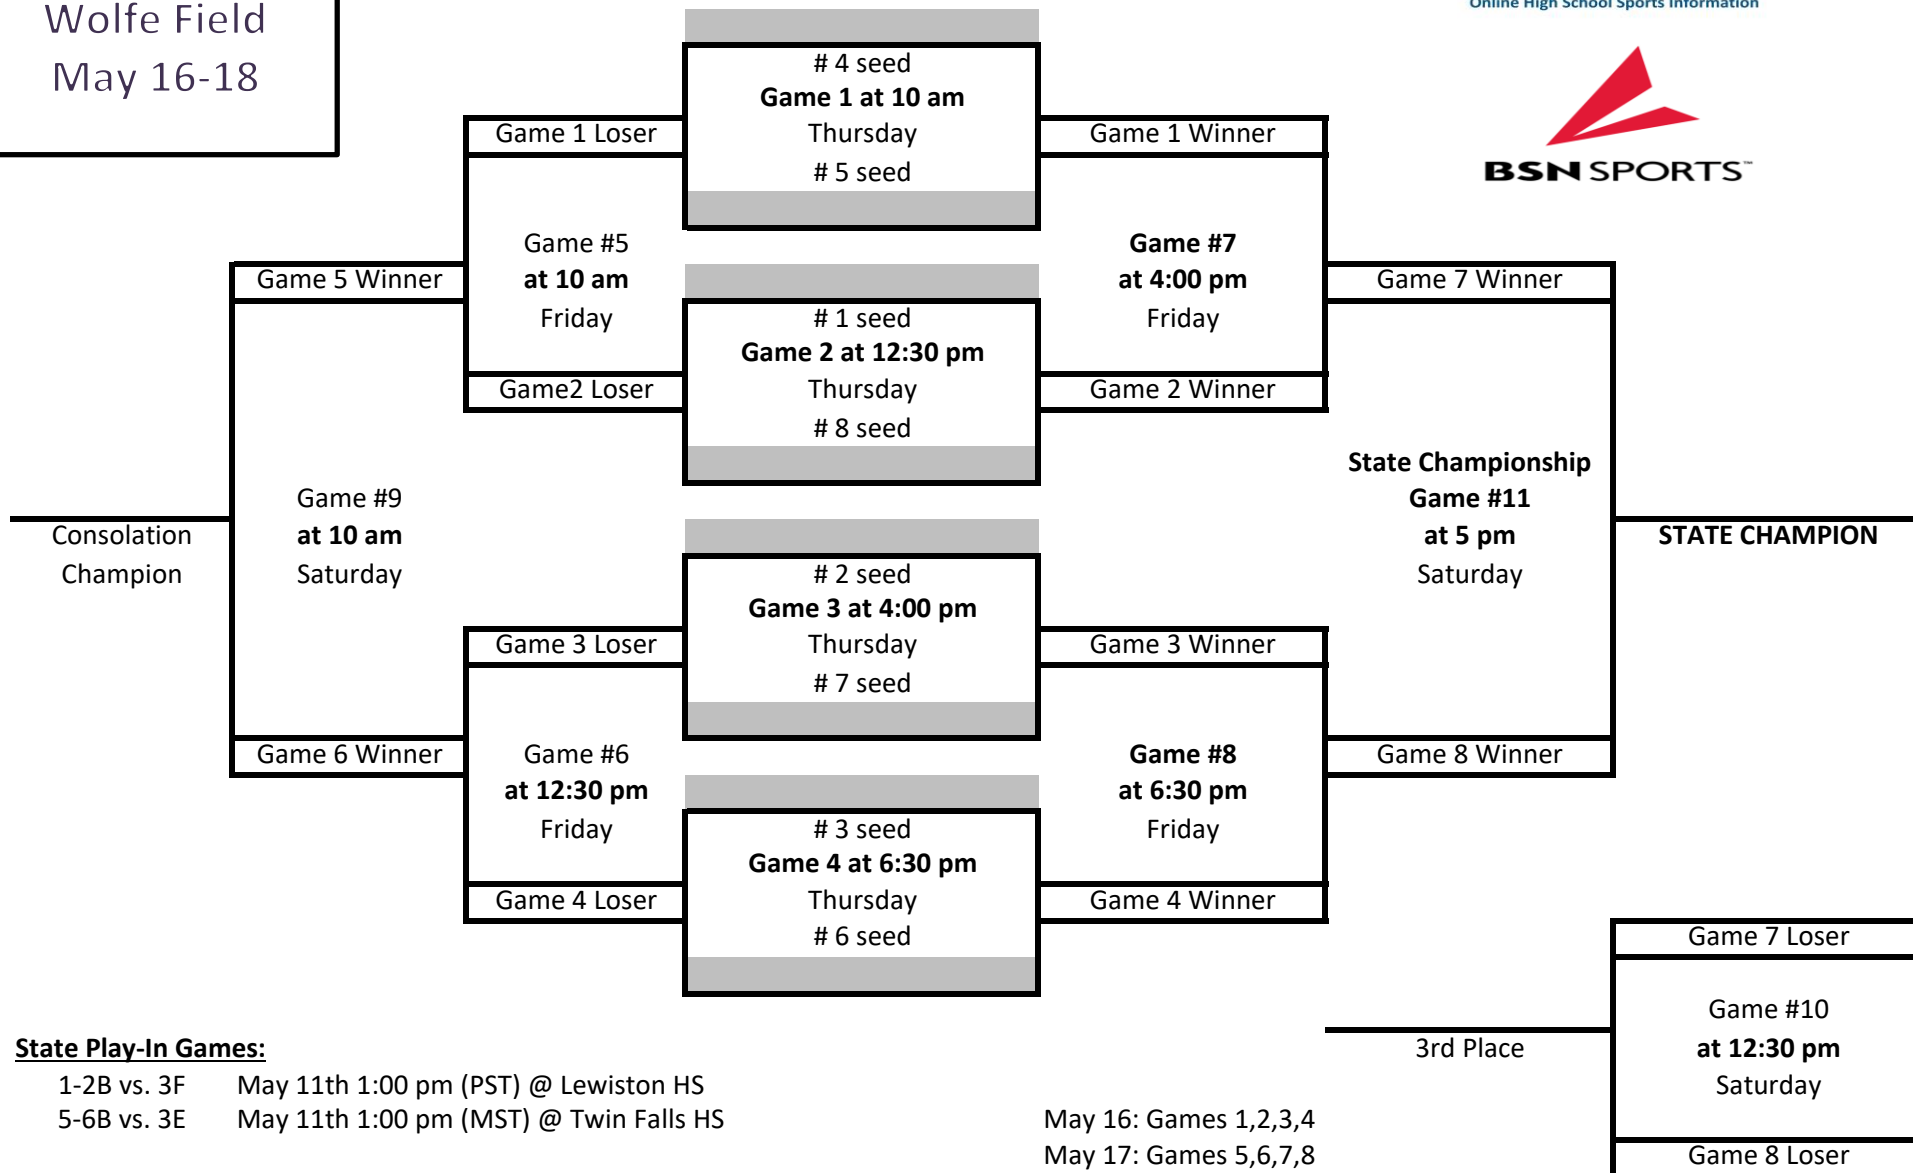 Wolfe Field
May 16-18
Online High School Sports Information
BSN SPORTS™
# 4 seed
Game 1 at 10 am
Thursday
# 5 seed
Game 1 Loser
Game 1 Winner
Game #5
at 10 am
Friday
Game #7
at 4:00 pm
Friday
Game 5 Winner
Game 7 Winner
# 1 seed
Game 2 at 12:30 pm
Thursday
# 8 seed
Game2 Loser
Game 2 Winner
Game #9
at 10 am
Saturday
State Championship
Game #11
at 5 pm
Saturday
Consolation
Champion
STATE CHAMPION
# 2 seed
Game 3 at 4:00 pm
Thursday
# 7 seed
Game 3 Loser
Game 3 Winner
Game 6 Winner
Game #6
at 12:30 pm
Friday
Game #8
at 6:30 pm
Friday
Game 8 Winner
# 3 seed
Game 4 at 6:30 pm
Thursday
# 6 seed
Game 4 Loser
Game 4 Winner
Game 7 Loser
Game #10
at 12:30 pm
Saturday
3rd Place
Game 8 Loser
State Play-In Games:
1-2B vs. 3F May 11th 1:00 pm (PST) @ Lewiston HS
5-6B vs. 3E May 11th 1:00 pm (MST) @ Twin Falls HS
May 16: Games 1,2,3,4
May 17: Games 5,6,7,8